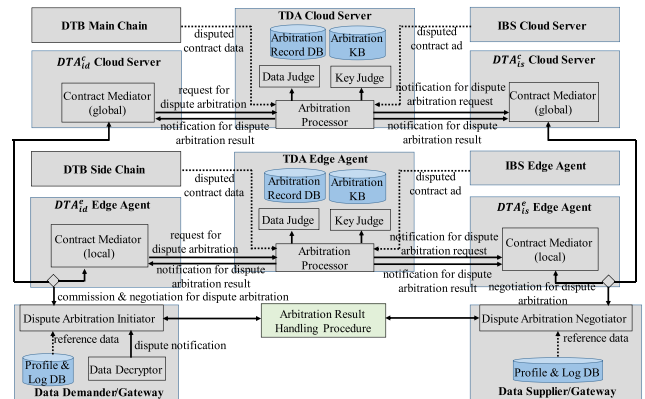 DTB Main Chain
TDA Cloud Server
IBS Cloud Server
disputed
contract data
Arbitration
Record DB
Arbitration
KB
disputed
contract ad
DTA^c_id Cloud Server
DTA^c_is Cloud Server
Data Judge
Key Judge
Contract Mediator
(global)
request for
dispute arbitration
notification for dispute
arbitration request
Contract Mediator
(global)
Arbitration
Processor
notification for dispute
arbitration result
notification for dispute
arbitration result
DTB Side Chain
TDA Edge Agent
IBS Edge Agent
disputed
contract data
Arbitration
Record DB
Arbitration
KB
disputed
contract ad
DTA^e_id Edge Agent
DTA^e_is Edge Agent
Data Judge
Key Judge
Contract Mediator
(local)
request for
dispute arbitration
notification for dispute
arbitration request
Contract Mediator
(local)
Arbitration
Processor
notification for dispute
arbitration result
notification for dispute
arbitration result
commission & negotiation for dispute arbitration
negotiation for dispute
arbitration
Dispute Arbitration Initiator
Arbitration Result
Handling Procedure
Dispute Arbitration Negotiator
reference data
dispute notification
reference data
Profile &
Log DB
Data Decryptor
Profile & Log DB
Data Demander/Gateway
Data Supplier/Gateway